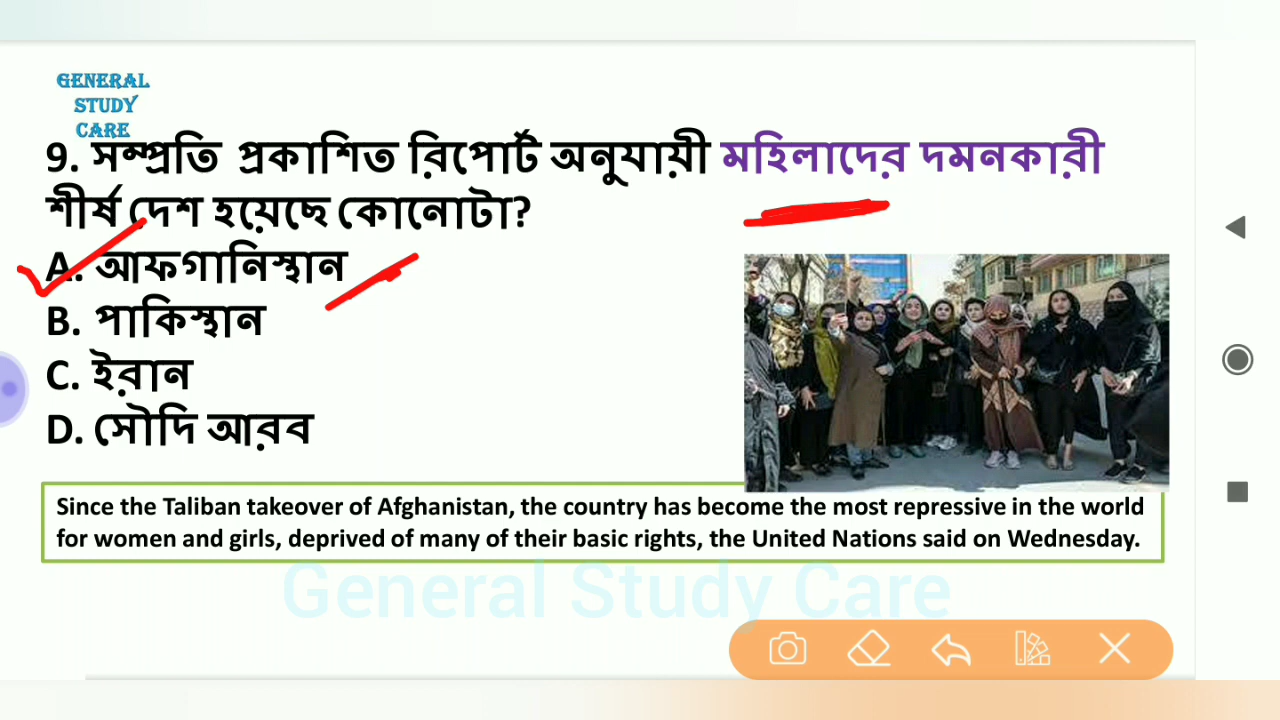 GENERAL
STUDY
CARE
9. সম্প্রতি প্রকাশিত রিপোর্ট অনুযায়ী মহিলাদের দমনকারী
শীর্ষ দেশ হয়েছে কোনোটা?
A. আফগানিস্থান
B. পাকিস্থান
C. ইরান
D. সৌদি আরব
Since the Taliban takeover of Afghanistan, the country has become the most repressive in the world
for women and girls, deprived of many of their basic rights, the United Nations said on Wednesday.
General Study Care